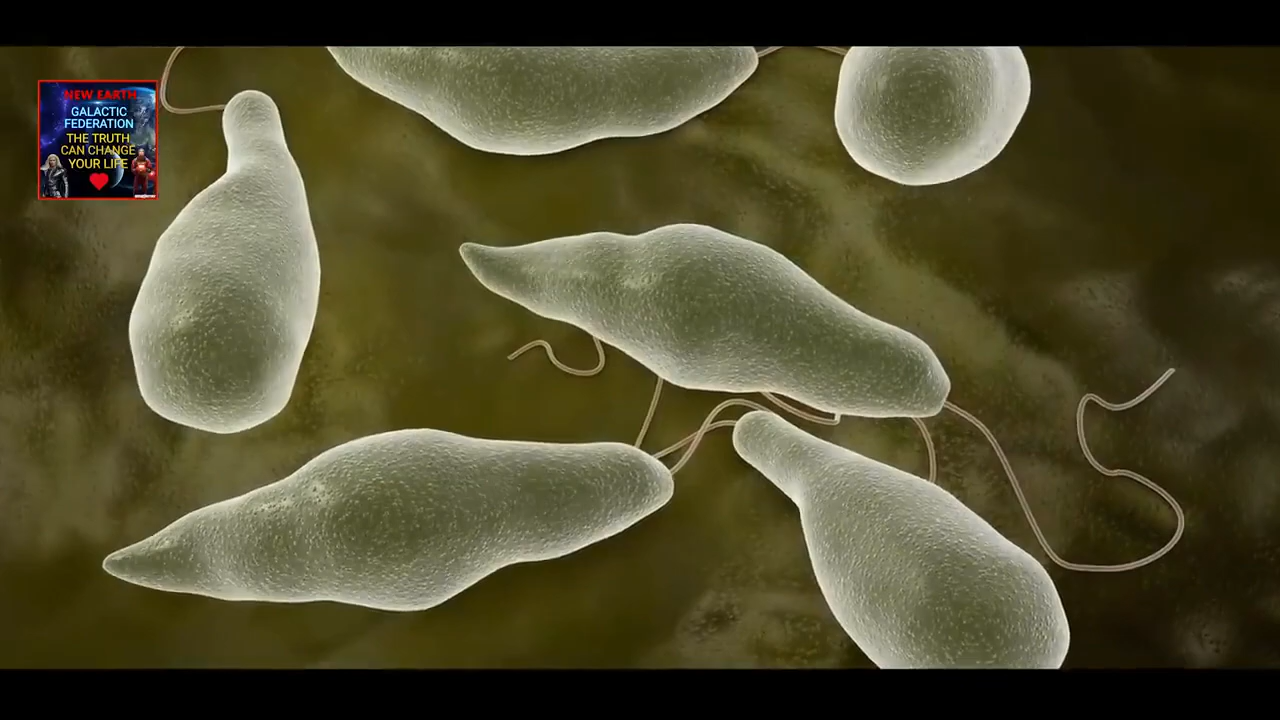 NEW EARTH
GALACTIC
FEDERATION
THE TRUTH
CAN CHANGE
YOUR LIFE